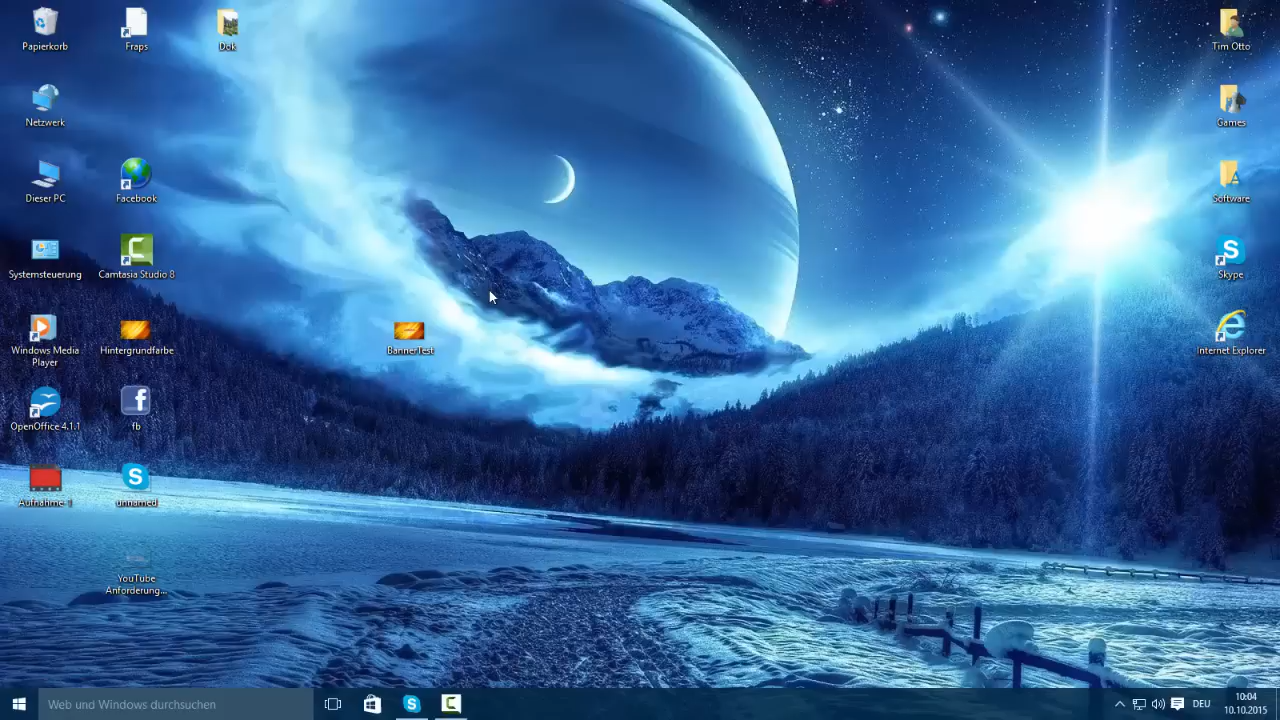 Papierkorb
Fraps
Dok
Tim Otto
Netzwerk
Games
Dieser PC
Facebook
Software
Systemsteuerung
Camtasia Studio 8
Skype
Windows Media
Player
Hintergrundfarbe
BannerTest
Internet Explorer
OpenOffice 4.1.1
fb
Aufnahme-1
unnamed
YouTube
Anforderung...
Web und Windows durchsuchen
DEU
10:04
10.10.2015